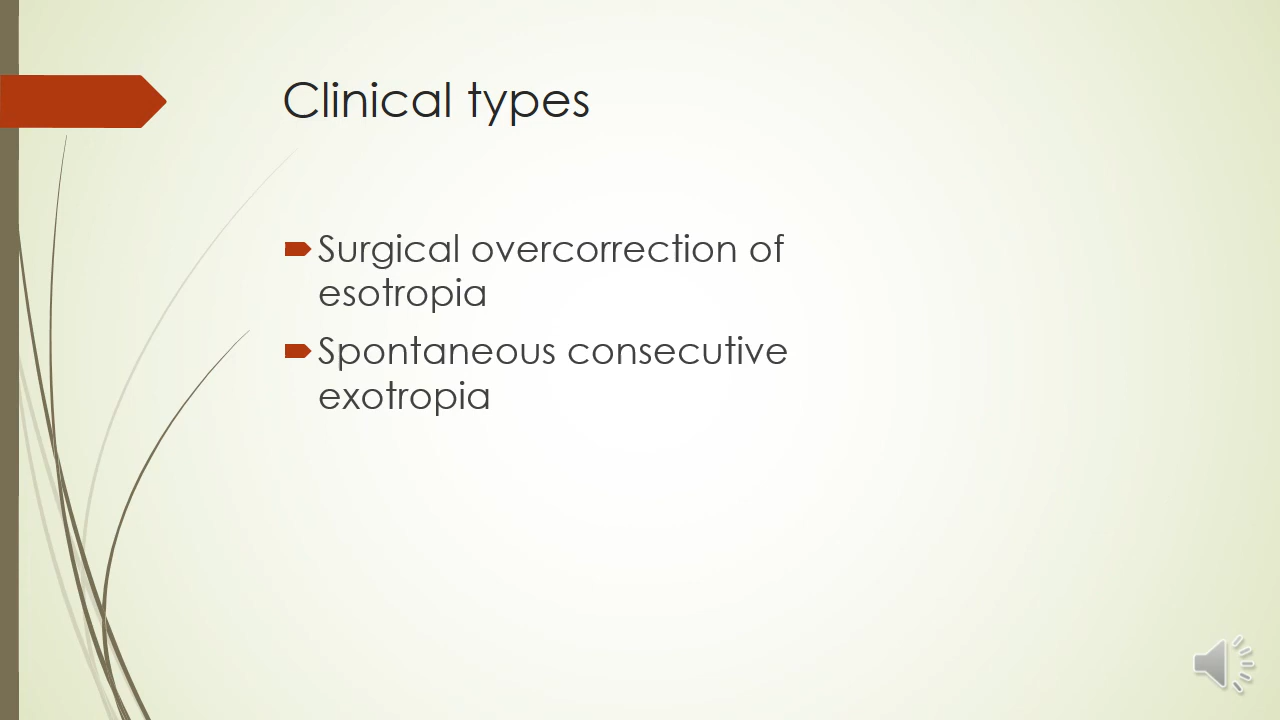 Clinical types
Surgical overcorrection of
esotropia
Spontaneous consecutive
exotropia